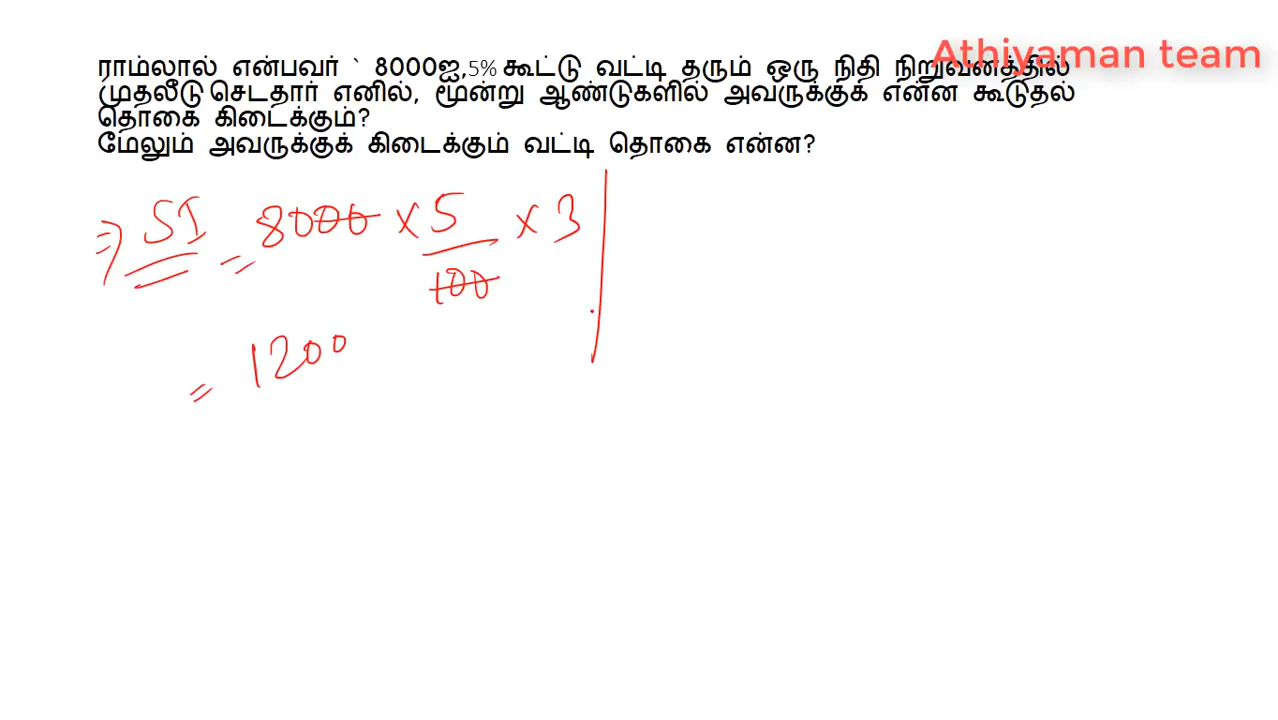 Athiyaman team
ராம்லால் என்பவர் ` 8000ஐ,5% கூட்டு வட்டி தரும் ஒரு நிதி நிறுவனத்தில்
முதலீடு செடதார் எனில், மூன்று ஆண்டுகளில் அவருக்குக் என்ன கூடுதல்
தொகை கிடைக்கும்?
மேலும் அவருக்குக் கிடைக்கும் வட்டி தொகை என்ன?
⇒ SI = 8000 × 5/100 × 3
= 1200